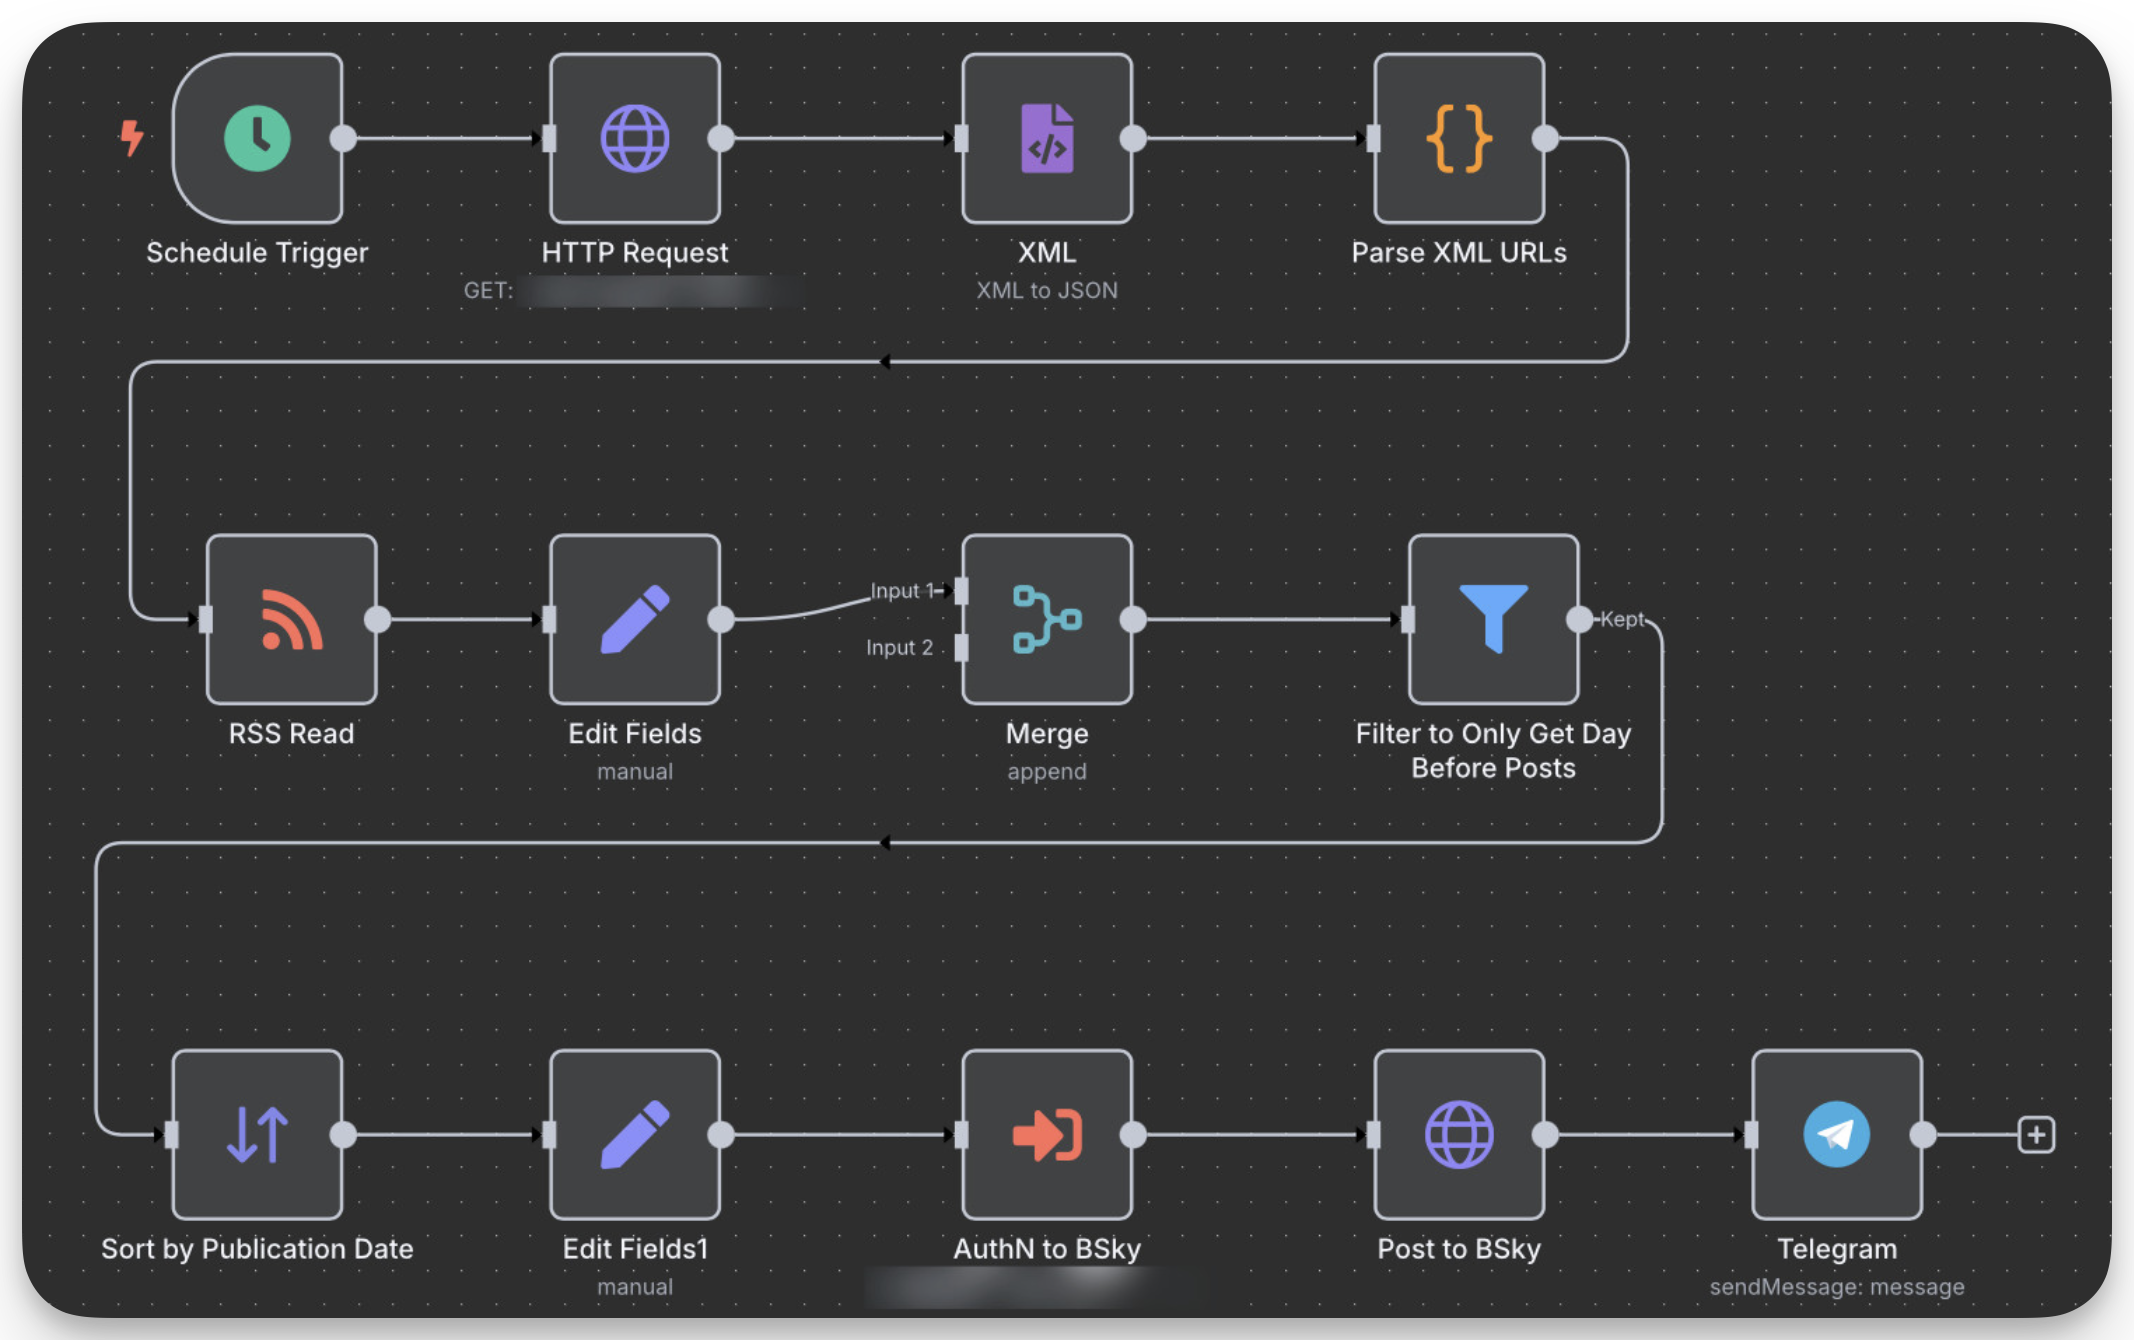 Schedule Trigger
HTTP Request
GET:
XML
XML to JSON
Parse XML URLs
RSS Read
Edit Fields
manual
Input 1
Input 2
Merge
append
Filter to Only Get Day
Before Posts
Kept
Sort by Publication Date
Edit Fields1
manual
AuthN to BSky
Post to BSky
Telegram
sendMessage: message